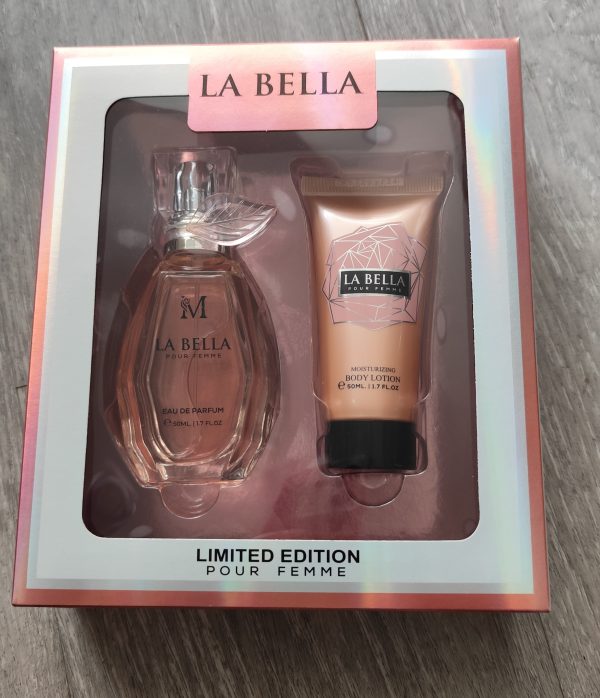 LA BELLA
M
LA BELLA
POUR FEMME
EAU DE PARFUM
℮ 50ML. | 1.7 FL.OZ
LA BELLA
POUR FEMME
MOISTURIZING
BODY LOTION
℮ 50ML. | 1.7 FL.OZ
LIMITED EDITION
POUR FEMME